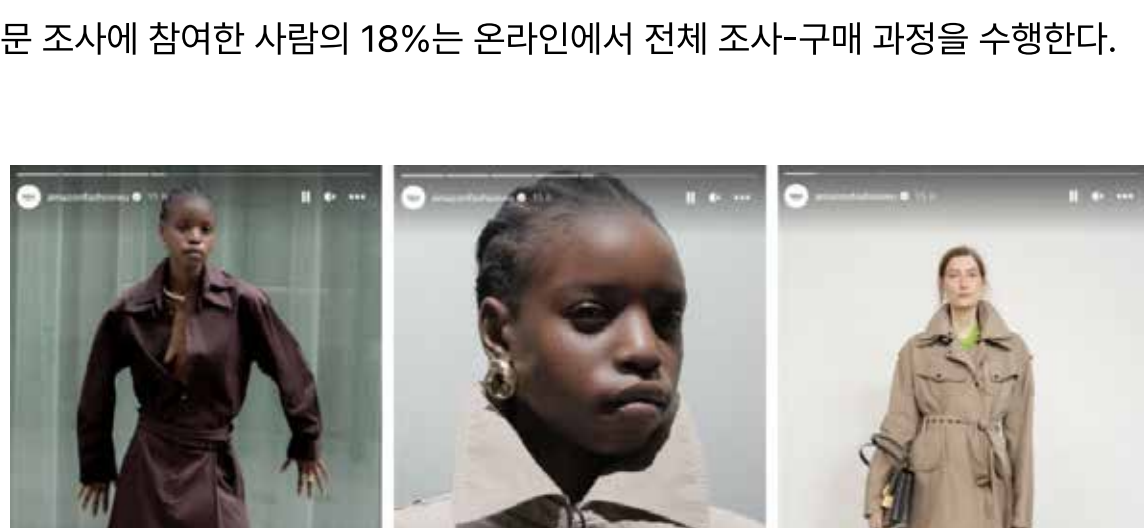 문 조사에 참여한 사람의 18%는 온라인에서 전체 조사-구매 과정을 수행한다.